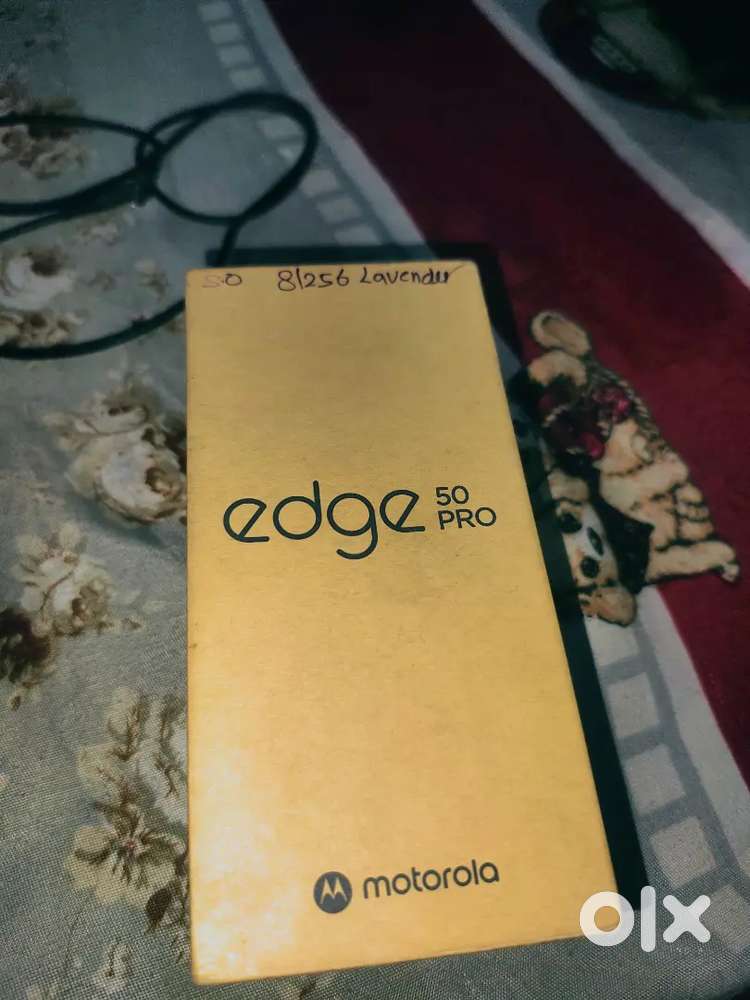 S.O 8/256 Lavender
edge 50
PRO
motorola
olx